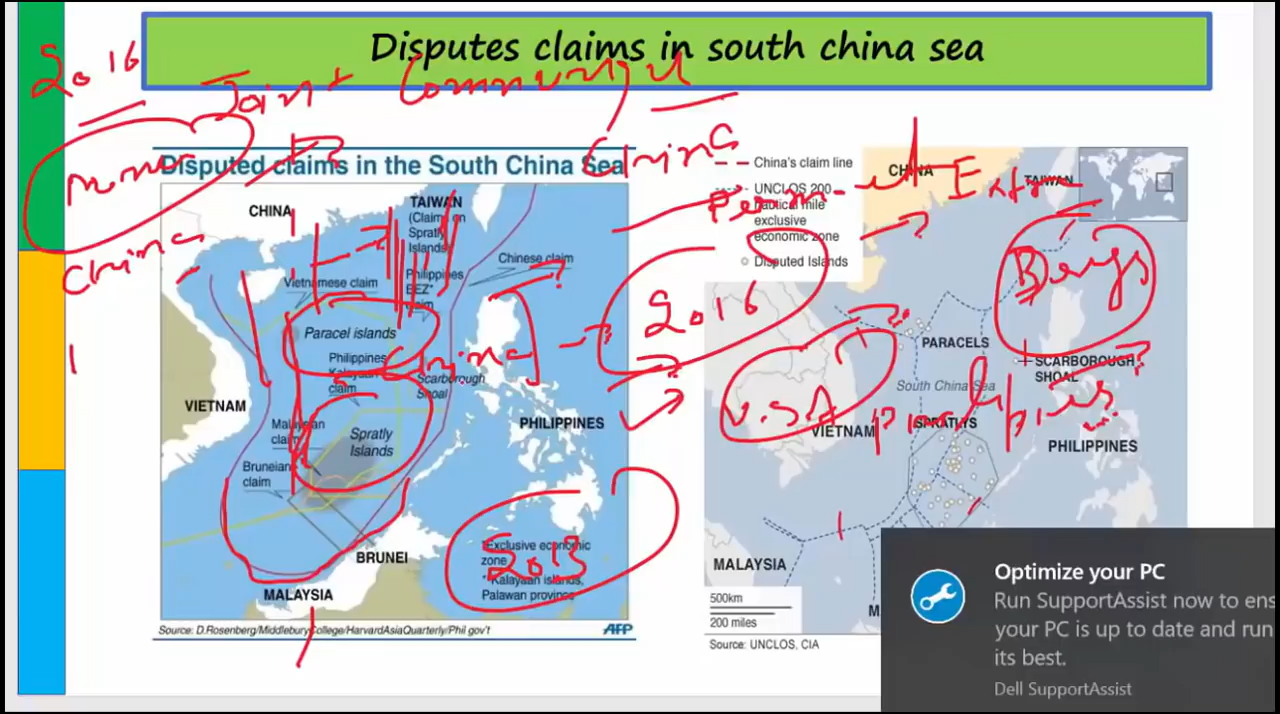 Disputes claims in south china sea
2016
Joint
China
Disputed claims in the South China Sea
CHINA
TAIWAN
(Claims on
Spratly
Islands)
Chinese claim
Vietnamese claim
Philippines
EEZ*
claim
Paracel islands
Philippines
Kalayaan
claim
China
Scarborough
Shoal
VIETNAM
Malaysian
claim
Spratly
Islands
PHILIPPINES
Bruneian
claim
BRUNEI
MALAYSIA
*Exclusive economic
zone
* Kalayaan islands,
Palawan province
2013
Source: D.Rosenberg/MiddleburyCollege/HarvardAsiaQuarterly/Phil gov't
AFP
China
2016
China's claim line
UNCLOS 200
nautical mile
exclusive
economic zone
Disputed Islands
CHINA
TAIWAN
PARACELS
SCARBOROUGH
SHOAL
South China Sea
U.S.A
VIETNAM
SPRATLYS
PHILIPPINES
MALAYSIA
500km
200 miles
Source: UNCLOS, CIA
Optimize your PC
Run SupportAssist now to ens
your PC is up to date and run
its best.
Dell SupportAssist